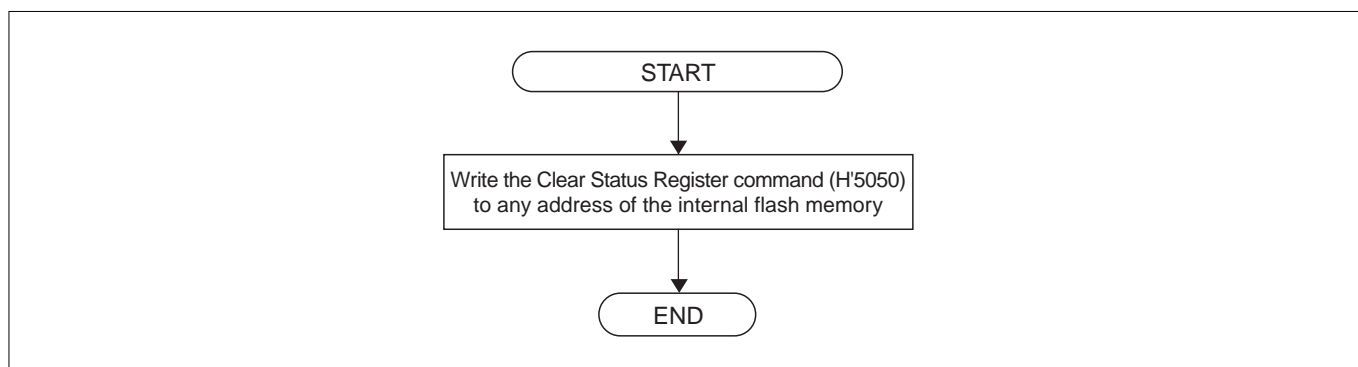 START
Write the Clear Status Register command (H'5050)
to any address of the internal flash memory
END